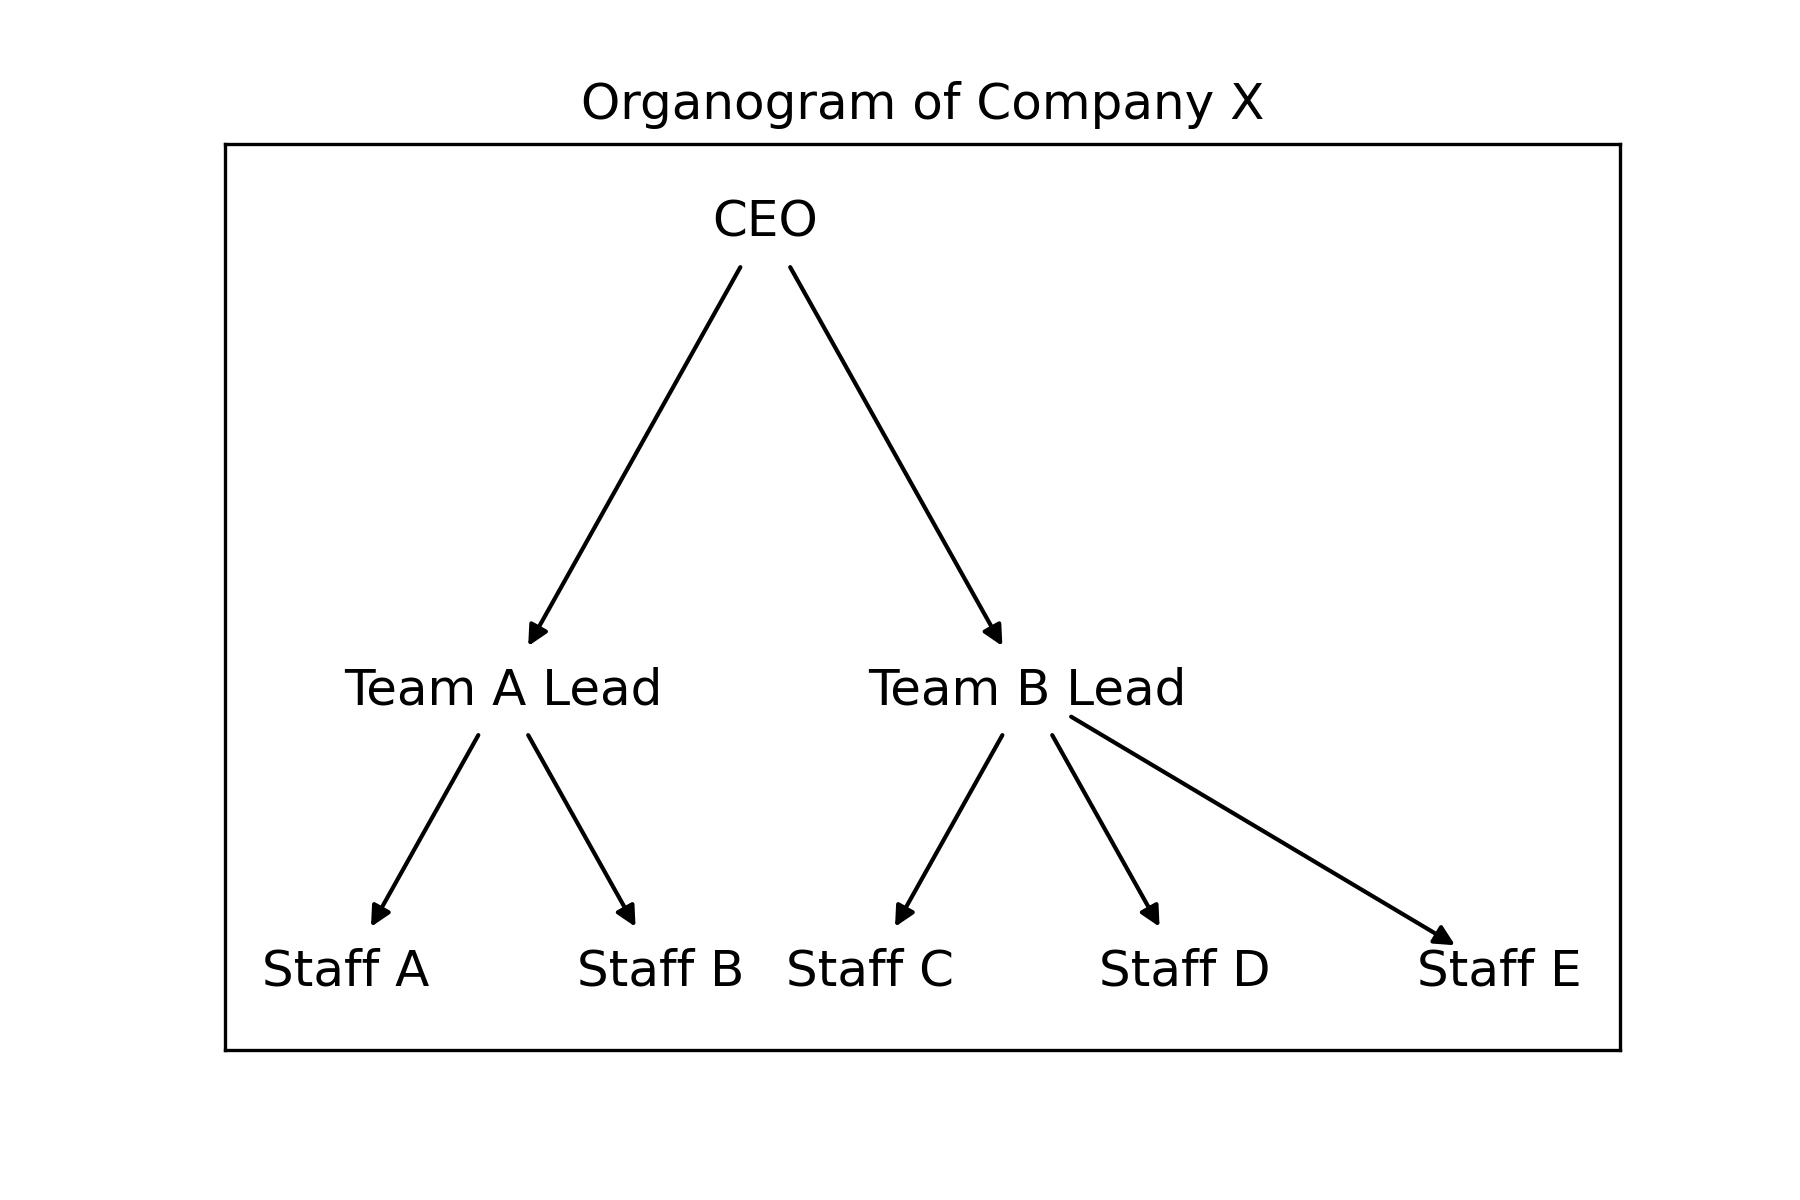 Organogram of Company X
CEO
Team A Lead
Team B Lead
Staff A
Staff B
Staff C
Staff D
Staff E